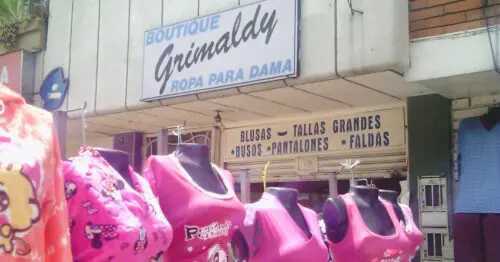 BOUTIQUE
Grimaldy
ROPA PARA DAMA
BLUSAS - TALLAS GRANDES
•BUSOS •PANTALONES •FALDAS